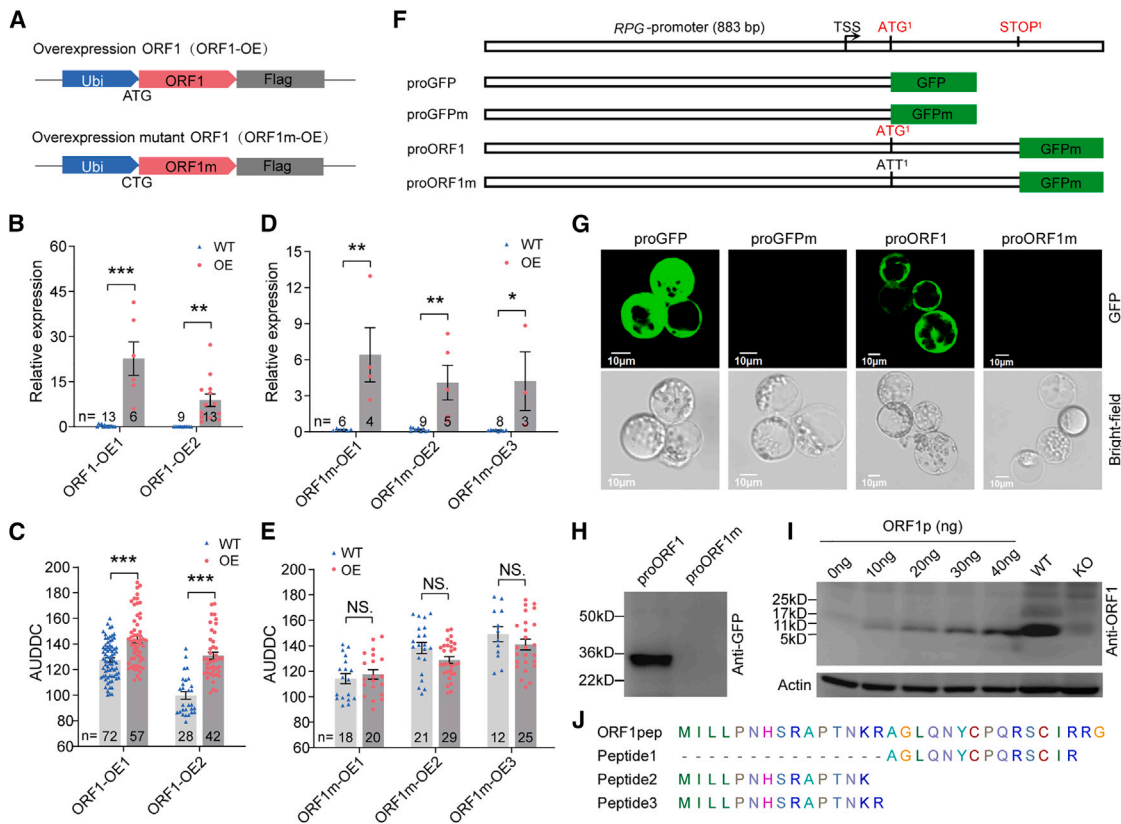 A
Overexpression ORF1 (ORF1-OE)
Ubi ORF1 Flag
ATG
Overexpression mutant ORF1 (ORF1m-OE)
Ubi ORF1m Flag
CTG
B
Relative expression
60
45
30
15
0
WT
OE
***
**
n= 13 6 9 13
ORF1-OE1
ORF1-OE2
D
Relative expression
15
12
9
6
3
0
WT
OE
**
**
*
n= 6 4 9 5 8 3
ORF1m-OE1
ORF1m-OE2
ORF1m-OE3
C
AUDDC
200
180
160
140
120
100
80
60
WT
OE
***
***
n= 72 57 28 42
ORF1-OE1
ORF1-OE2
E
AUDDC
200
180
160
140
120
100
80
60
WT
OE
NS.
NS.
NS.
n= 18 20 21 29 12 25
ORF1m-OE1
ORF1m-OE2
ORF1m-OE3
F
RPG-promoter (883 bp) TSS ATG¹ STOP¹
proGFP GFP
proGFPm GFPm
ATG¹
proORF1 GFPm
ATT¹
proORF1m GFPm
G
proGFP proGFPm proORF1 proORF1m
10μm 10μm 10μm 10μm
GFP
10μm 10μm 10μm 10μm
Bright-field
H
proORF1
proORF1m
50kD
36kD
22kD
Anti-GFP
I
ORF1p (ng)
0ng 10ng 20ng 30ng 40ng WT KO
25kD
17kD
11kD
5kD
Anti-ORF1
Actin
J
ORF1pep MILLPNHSRAPTNKRAGLQNYCPQRSCIRRG
Peptide1 - - - - - - - - - - - - - - - AGLQNYCPQRSCIR
Peptide2 MILLPNHSRAPTNK
Peptide3 MILLPNHSRAPTNKR